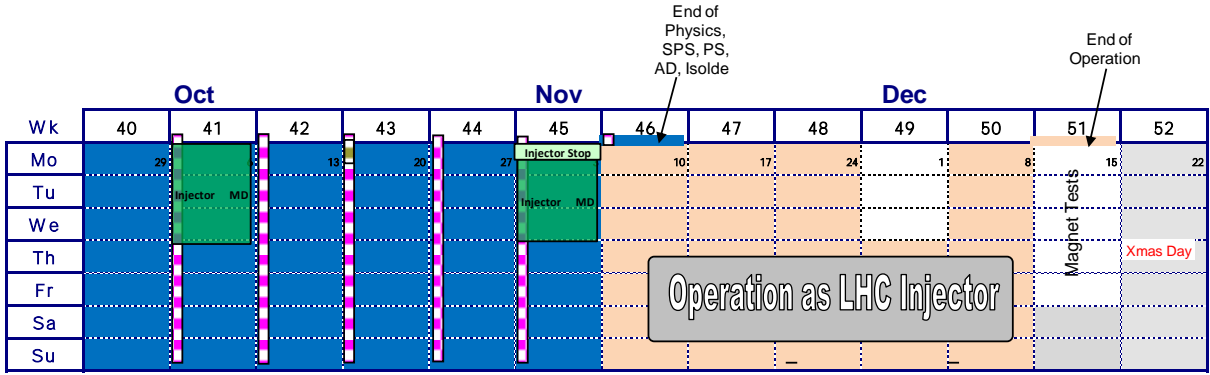 End of
Physics,
SPS, PS,
AD, Isolde
End of
Operation
Oct Nov Dec
Wk 40 41 42 43 44 45 46 47 48 49 50 51 52
Injector Stop
Mo 29 13 20 27 10 17 24 1 8 15 22
Tu
Injector MD Injector MD
We
Magnet Tests
Th Xmas Day
Fr
Operation as LHC Injector
Sa
Su